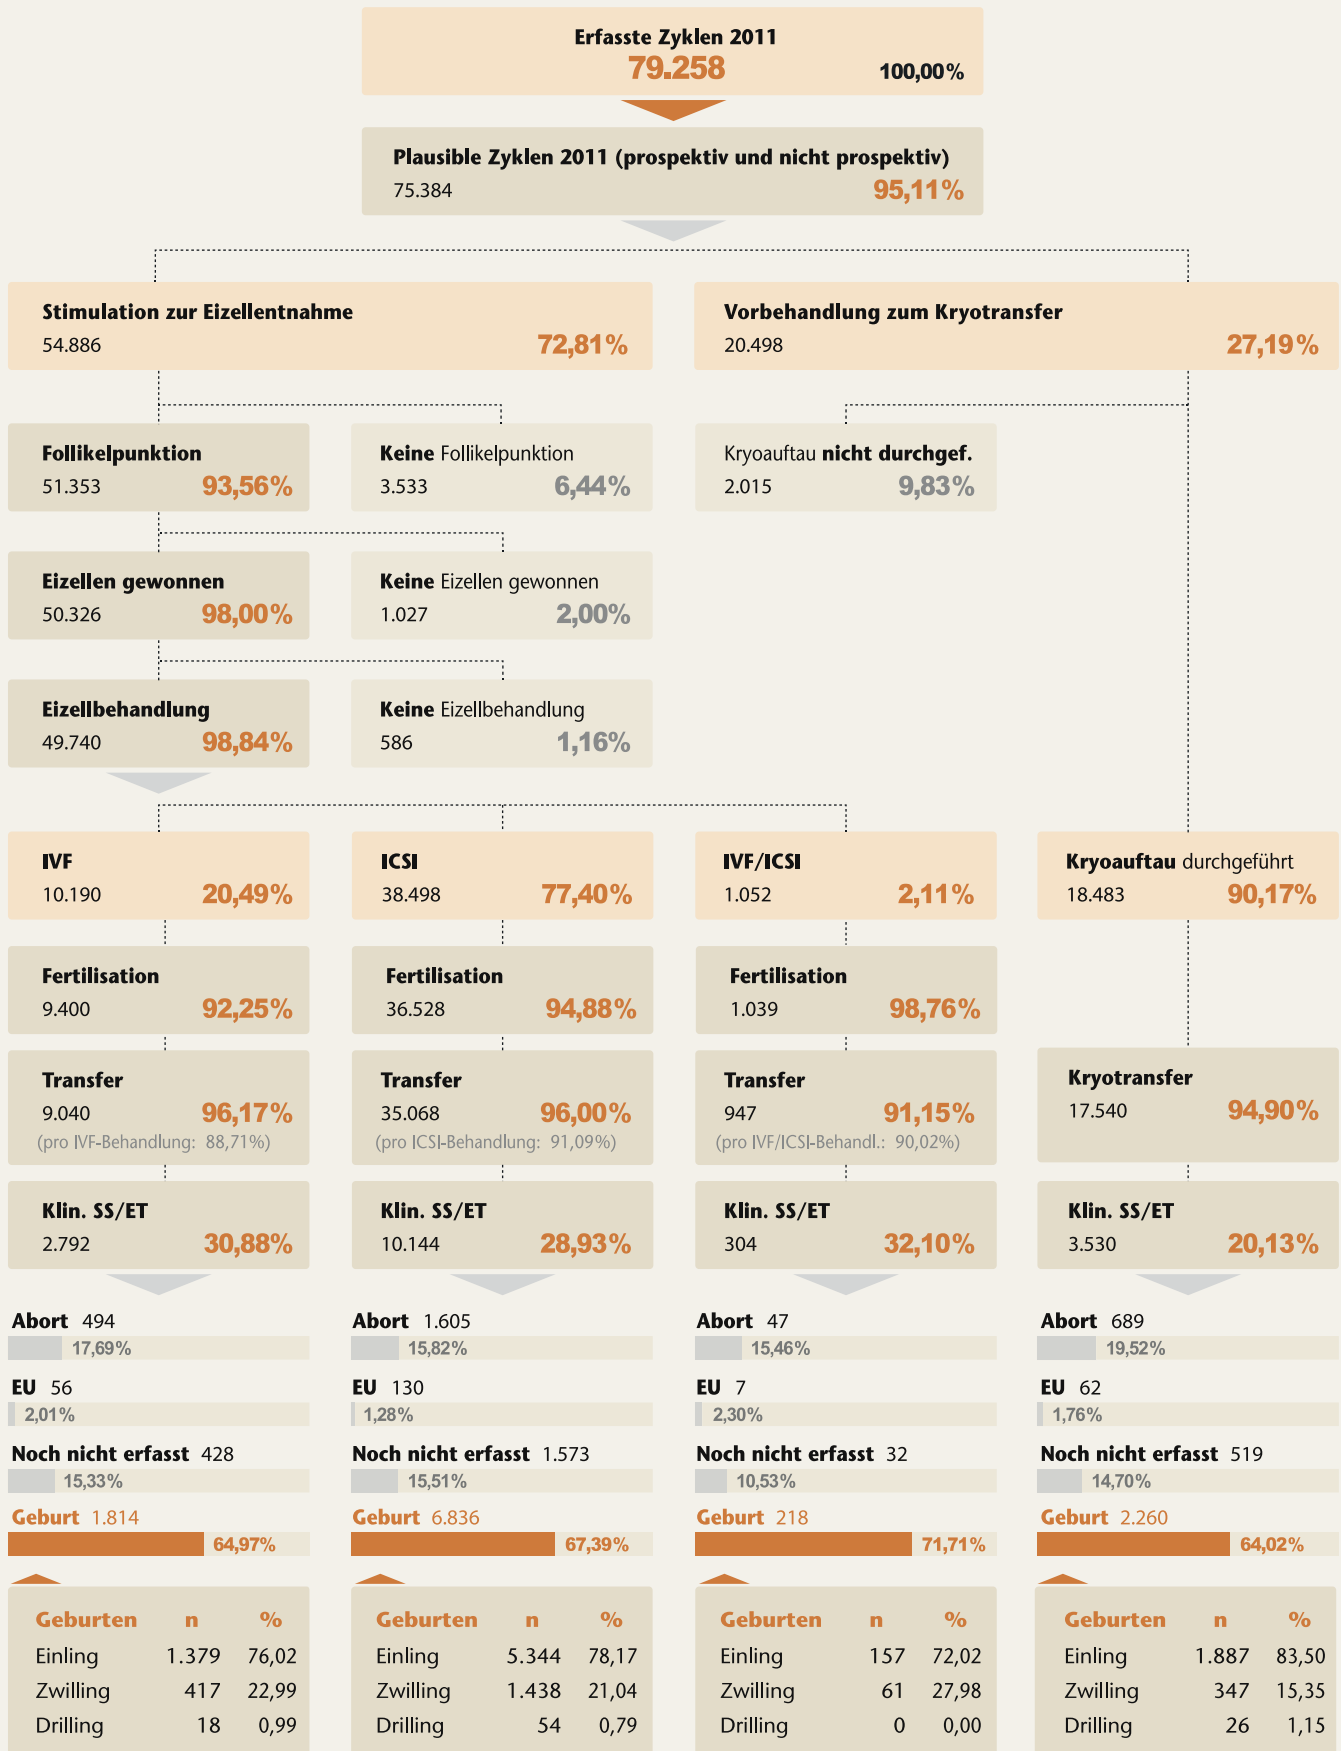 Erfasste Zyklen 2011
79.258 100,00%
Plausible Zyklen 2011 (prospektiv und nicht prospektiv)
75.384 95,11%
Stimulation zur Eizellentnahme
54.886 72,81%
Vorbehandlung zum Kryotransfer
20.498 27,19%
Follikelpunktion
51.353 93,56%
Keine Follikelpunktion
3.533 6,44%
Kryoauftau nicht durchgef.
2.015 9,83%
Eizellen gewonnen
50.326 98,00%
Keine Eizellen gewonnen
1.027 2,00%
Eizellbehandlung
49.740 98,84%
Keine Eizellbehandlung
586 1,16%
IVF
10.190 20,49%
Fertilisation
9.400 92,25%
Transfer
9.040 96,17%
(pro IVF-Behandlung: 88,71%)
Klin. SS/ET
2.792 30,88%
Abort 494
17,69%
EU 56
2,01%
Noch nicht erfasst 428
15,33%
Geburt 1.814
64,97%
Geburten n %
Einling 1.379 76,02
Zwilling 417 22,99
Drilling 18 0,99
ICSI
38.498 77,40%
Fertilisation
36.528 94,88%
Transfer
35.068 96,00%
(pro ICSI-Behandlung: 91,09%)
Klin. SS/ET
10.144 28,93%
Abort 1.605
15,82%
EU 130
1,28%
Noch nicht erfasst 1.573
15,51%
Geburt 6.836
67,39%
Geburten n %
Einling 5.344 78,17
Zwilling 1.438 21,04
Drilling 54 0,79
IVF/ICSI
1.052 2,11%
Fertilisation
1.039 98,76%
Transfer
947 91,15%
(pro IVF/ICSI-Behandl.: 90,02%)
Klin. SS/ET
304 32,10%
Abort 47
15,46%
EU 7
2,30%
Noch nicht erfasst 32
10,53%
Geburt 218
71,71%
Geburten n %
Einling 157 72,02
Zwilling 61 27,98
Drilling 0 0,00
Kryoauftau durchgeführt
18.483 90,17%
Kryotransfer
17.540 94,90%
Klin. SS/ET
3.530 20,13%
Abort 689
19,52%
EU 62
1,76%
Noch nicht erfasst 519
14,70%
Geburt 2.260
64,02%
Geburten n %
Einling 1.887 83,50
Zwilling 347 15,35
Drilling 26 1,15